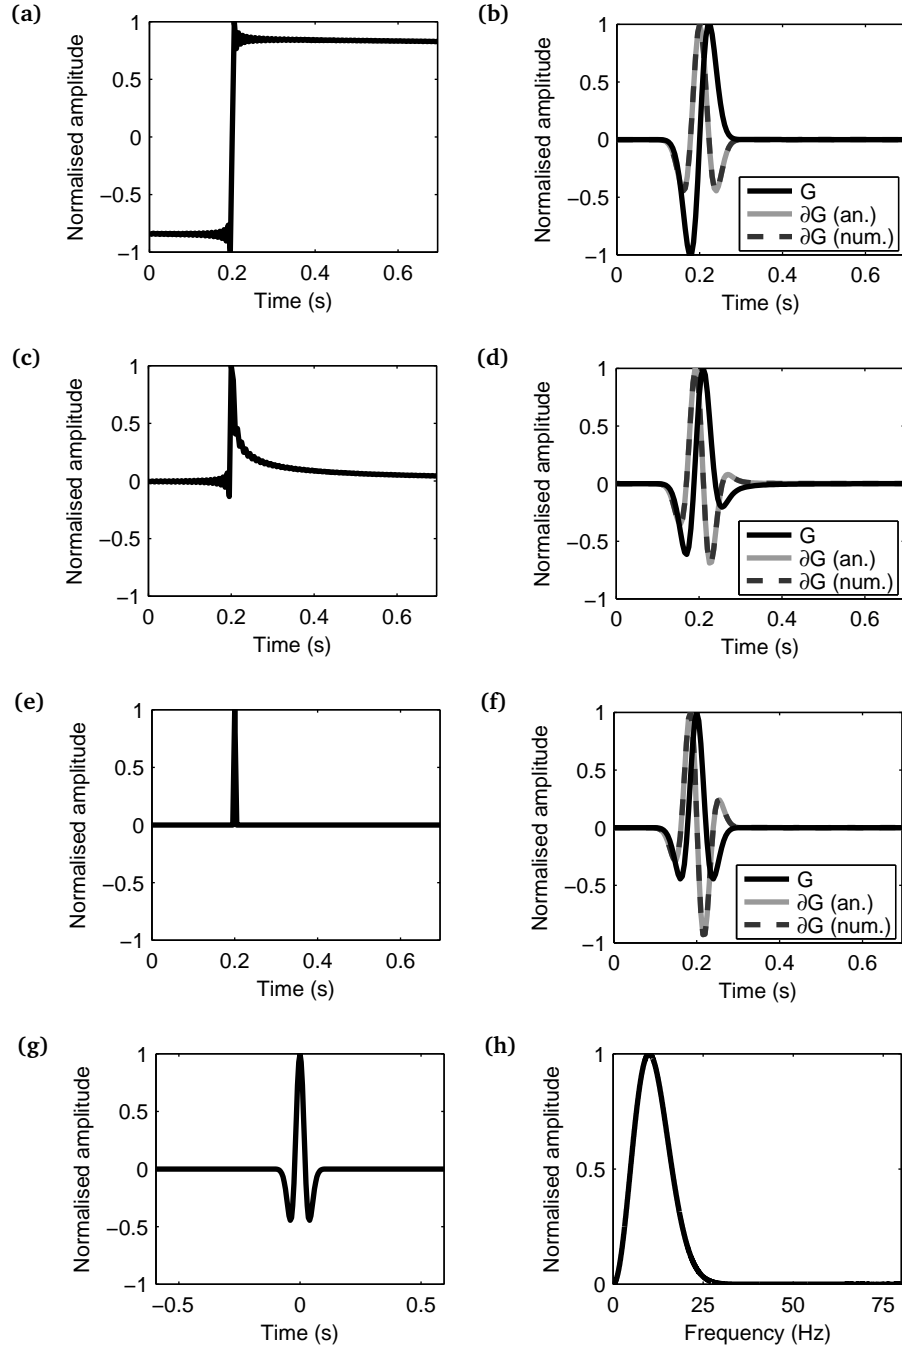 (a)
Normalised amplitude
1
0.5
0
−0.5
−1
0 0.2 0.4 0.6
Time (s)
(b)
Normalised amplitude
1
0.5
0
−0.5
−1
G
∂G (an.)
∂G (num.)
0 0.2 0.4 0.6
Time (s)
(c)
Normalised amplitude
1
0.5
0
−0.5
−1
0 0.2 0.4 0.6
Time (s)
(d)
Normalised amplitude
1
0.5
0
−0.5
−1
G
∂G (an.)
∂G (num.)
0 0.2 0.4 0.6
Time (s)
(e)
Normalised amplitude
1
0.5
0
−0.5
−1
0 0.2 0.4 0.6
Time (s)
(f)
Normalised amplitude
1
0.5
0
−0.5
−1
G
∂G (an.)
∂G (num.)
0 0.2 0.4 0.6
Time (s)
(g)
Normalised amplitude
1
0.5
0
−0.5
−1
−0.5 0 0.5
Time (s)
(h)
Normalised amplitude
1
0.5
0
0 25 50 75
Frequency (Hz)